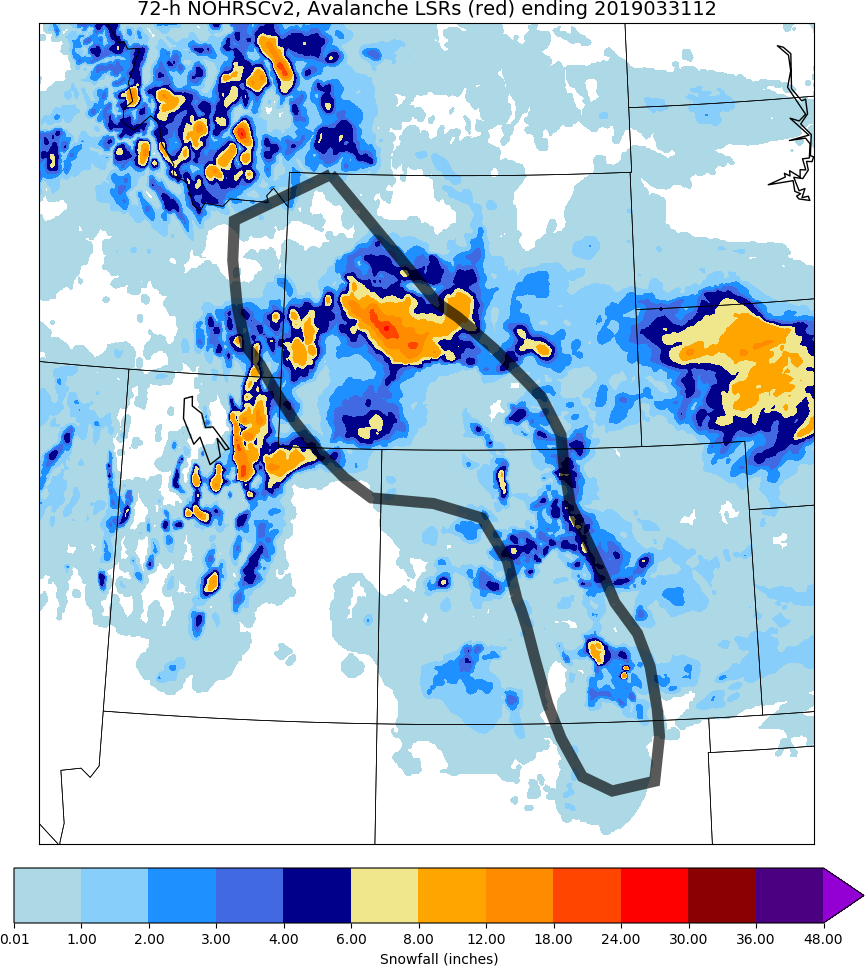 72-h NOHRSCv2, Avalanche LSRs (red) ending 2019033112
0.01 1.00 2.00 3.00 4.00 6.00 8.00 12.00 18.00 24.00 30.00 36.00 48.00
Snowfall (inches)